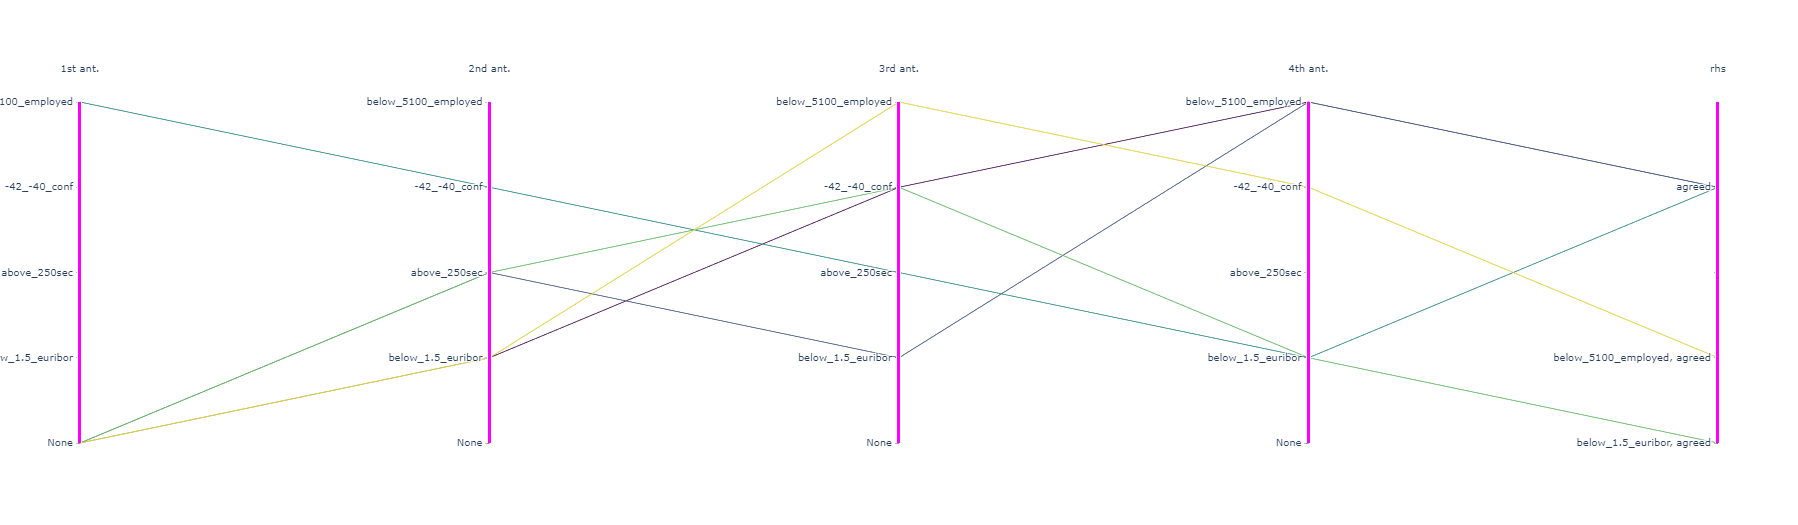 1st ant.
2nd ant.
3rd ant.
4th ant.
rhs
100_employed
below_5100_employed
below_5100_employed
below_5100_employed
-42_-40_conf
-42_-40_conf
-42_-40_conf
-42_-40_conf
agreed
above_250sec
above_250sec
above_250sec
above_250sec
w_1.5_euribor
below_1.5_euribor
below_1.5_euribor
below_1.5_euribor
below_5100_employed, agreed
None
None
None
None
below_1.5_euribor, agreed